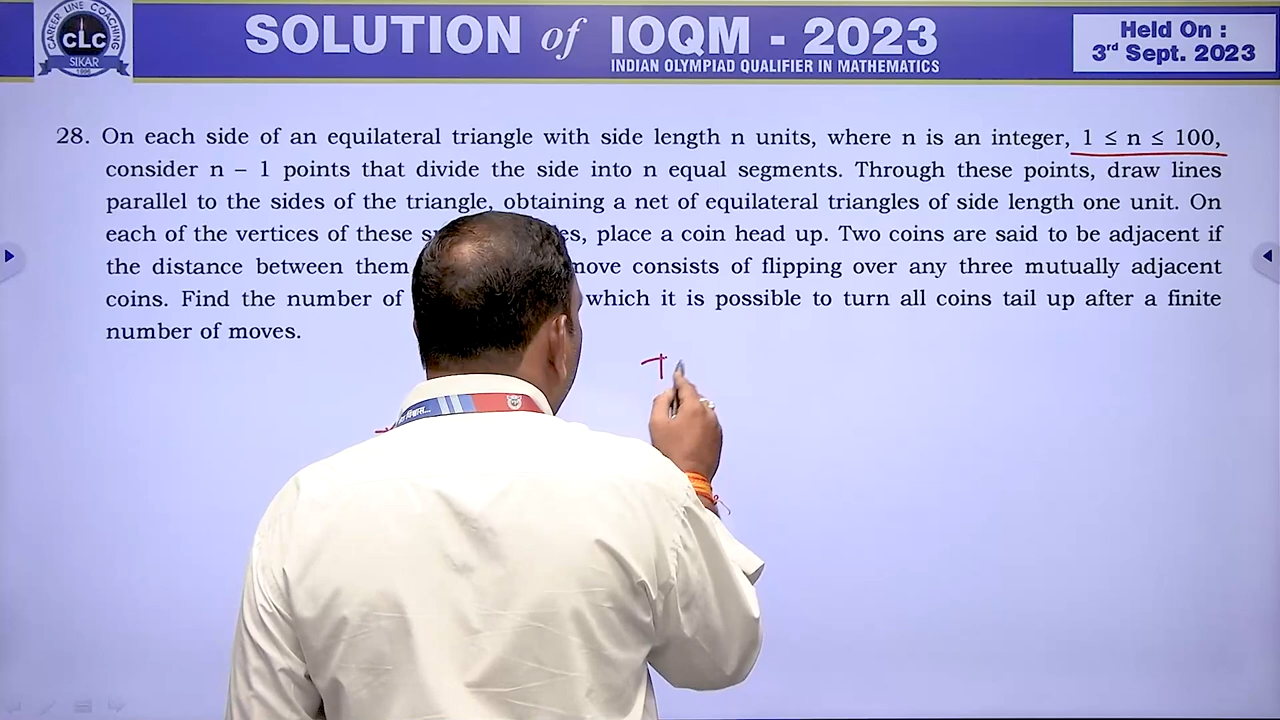 CAREER LINE COACHING
CLC
SIKAR
1996
SOLUTION of IOQM - 2023
INDIAN OLYMPIAD QUALIFIER IN MATHEMATICS
Held On :
3rd Sept. 2023
28. On each side of an equilateral triangle with side length n units, where n is an integer, 1 ≤ n ≤ 100,
consider n – 1 points that divide the side into n equal segments. Through these points, draw lines
parallel to the sides of the triangle, obtaining a net of equilateral triangles of side length one unit. On
each of the vertices of these place a coin head up. Two coins are said to be adjacent if
the distance between them move consists of flipping over any three mutually adjacent
coins. Find the number of which it is possible to turn all coins tail up after a finite
number of moves.